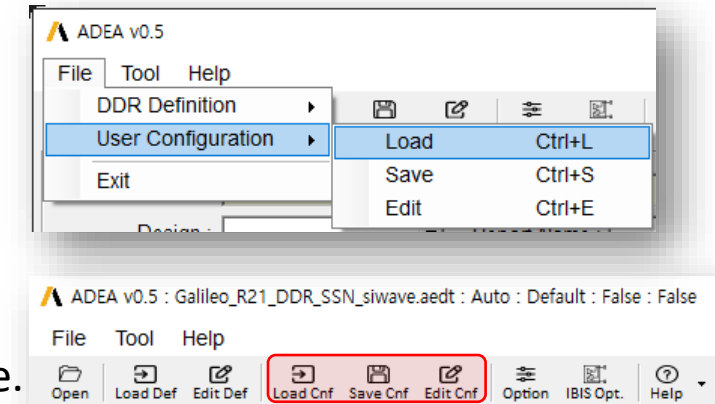 ADEA v0.5
File Tool Help
DDR Definition
User Configuration
Load Ctrl+L
Exit
Save Ctrl+S
Edit Ctrl+E
ADEA v0.5 : Galileo_R21_DDR_SSN_siwave.aedt : Auto : Default : False : False
File Tool Help
e.
Open Load Def Edit Def Load Cnf Save Cnf Edit Cnf Option IBIS Opt. Help